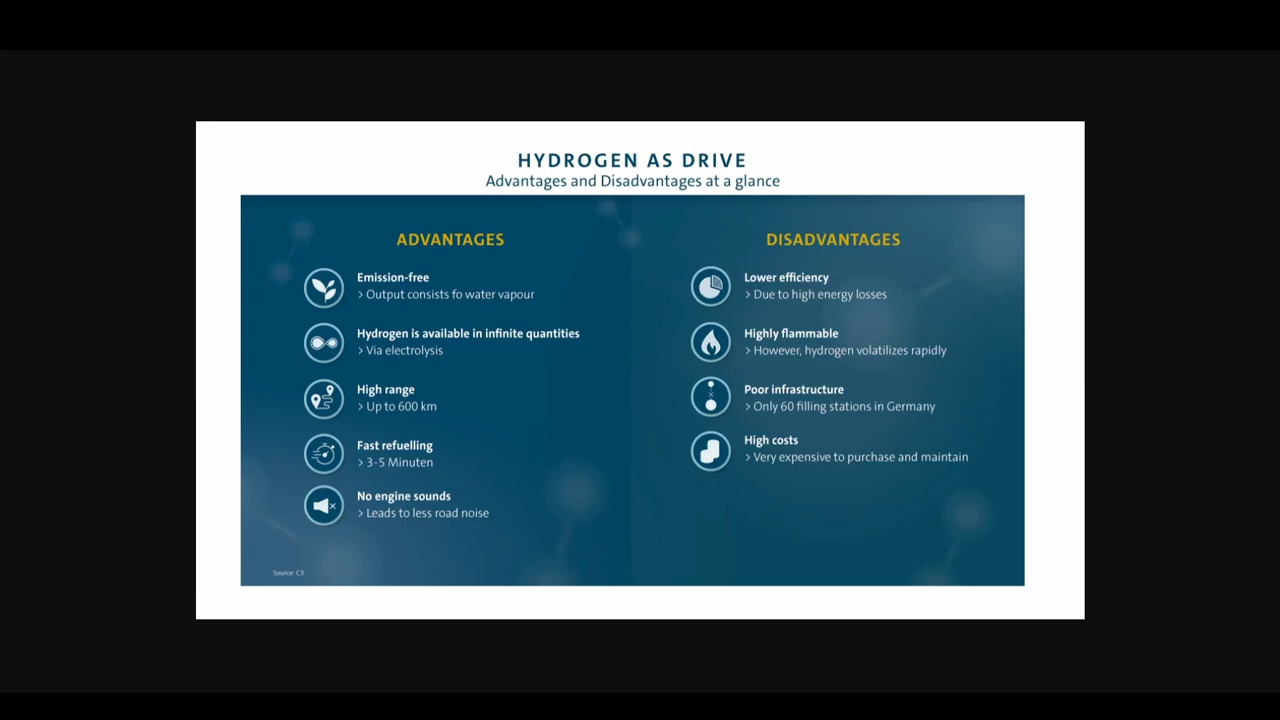 HYDROGEN AS DRIVE
Advantages and Disadvantages at a glance
ADVANTAGES
Emission-free
> Output consists fo water vapour
Hydrogen is available in infinite quantities
> Via electrolysis
High range
> Up to 600 km
Fast refuelling
> 3-5 Minuten
No engine sounds
> Leads to less road noise
Source: C3
DISADVANTAGES
Lower efficiency
> Due to high energy losses
Highly flammable
> However, hydrogen volatilizes rapidly
Poor infrastructure
> Only 60 filling stations in Germany
High costs
> Very expensive to purchase and maintain